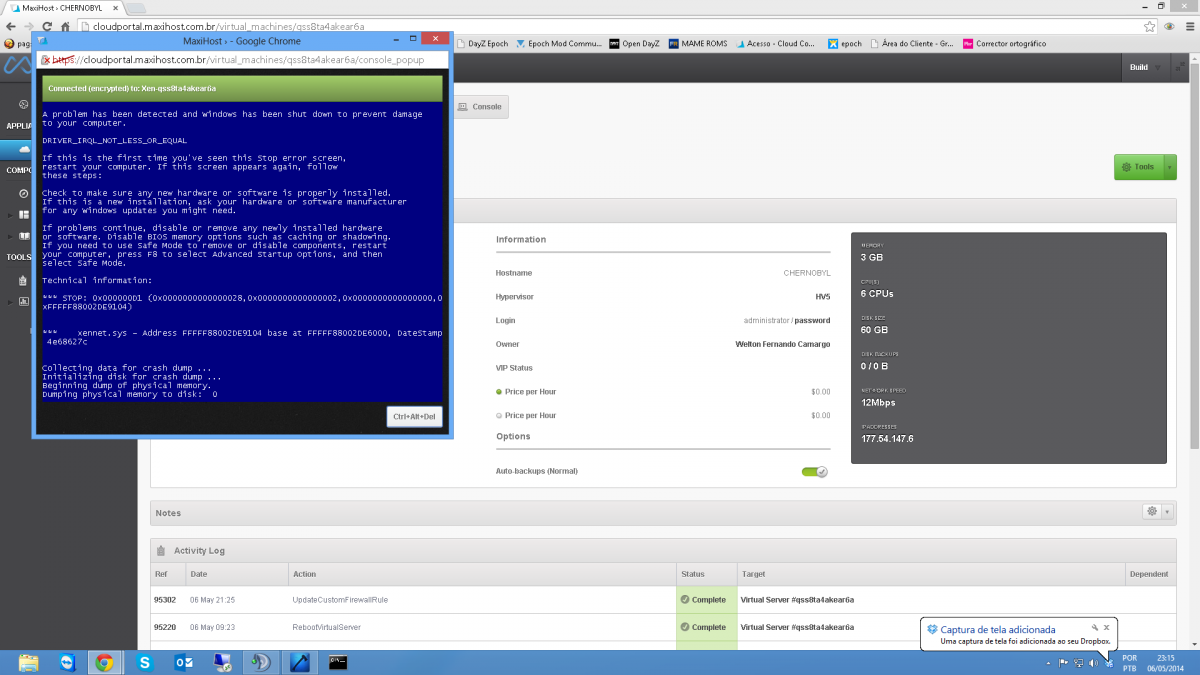 MaxiHost › CHERNOBYL
cloudportal.maxihost.com.br/virtual_machines/qss8ta4akear6a
pag
DayZ Epoch
Epoch Mod Commu...
Open DayZ
MAME ROMS
Acesso - Cloud Co...
epoch
Área do Cliente - Gr...
Corrector ortográfico
MaxiHost › - Google Chrome
https://cloudportal.maxihost.com.br/virtual_machines/qss8ta4akear6a/console_popup
Connected (encrypted) to: Xen-qss8ta4akear6a
A problem has been detected and windows has been shut down to prevent damage
to your computer.
DRIVER_IRQL_NOT_LESS_OR_EQUAL
If this is the first time you've seen this Stop error screen,
restart your computer. If this screen appears again, follow
these steps:
Check to make sure any new hardware or software is properly installed.
If this is a new installation, ask your hardware or software manufacturer
for any Windows updates you might need.
If problems continue, disable or remove any newly installed hardware
or software. Disable BIOS memory options such as caching or shadowing.
If you need to use Safe Mode to remove or disable components, restart
your computer, press F8 to select Advanced Startup Options, and then
select Safe Mode.
Technical information:
*** STOP: 0x000000D1 (0x0000000000000028,0x0000000000000002,0x0000000000000000,0
xFFFFF88002DE9104)
*** xennet.sys - Address FFFFF88002DE9104 base at FFFFF88002DE6000, DateStamp
4e68627c
Collecting data for crash dump ...
Initializing disk for crash dump ...
Beginning dump of physical memory.
Dumping physical memory to disk: 0
Ctrl+Alt+Del
Build
APPLIA
COMPO
TOOLS
Console
Tools
Information
Hostname
CHERNOBYL
Hypervisor
HV5
Login
administrator / password
Owner
Welton Fernando Camargo
VIP Status
Price per Hour
$0.00
Price per Hour
$0.00
Options
Auto-backups (Normal)
MEMORY
3 GB
CPU(S)
6 CPUs
DISK SIZE
60 GB
DISK BACKUPS
0 / 0 B
NETWORK SPEED
12Mbps
IP ADDRESSES
177.54.147.6
Notes
Activity Log
Ref Date Action Status Target Dependent
95302 06 May 21:25 UpdateCustomFirewallRule Complete Virtual Server #qss8ta4akear6a
95220 06 May 09:23 RebootVirtualServer Complete Virtual Server #qss8ta4akear6a
Captura de tela adicionada
Uma captura de tela foi adicionada ao seu Dropbox.
POR
PTB
23:15
06/05/2014